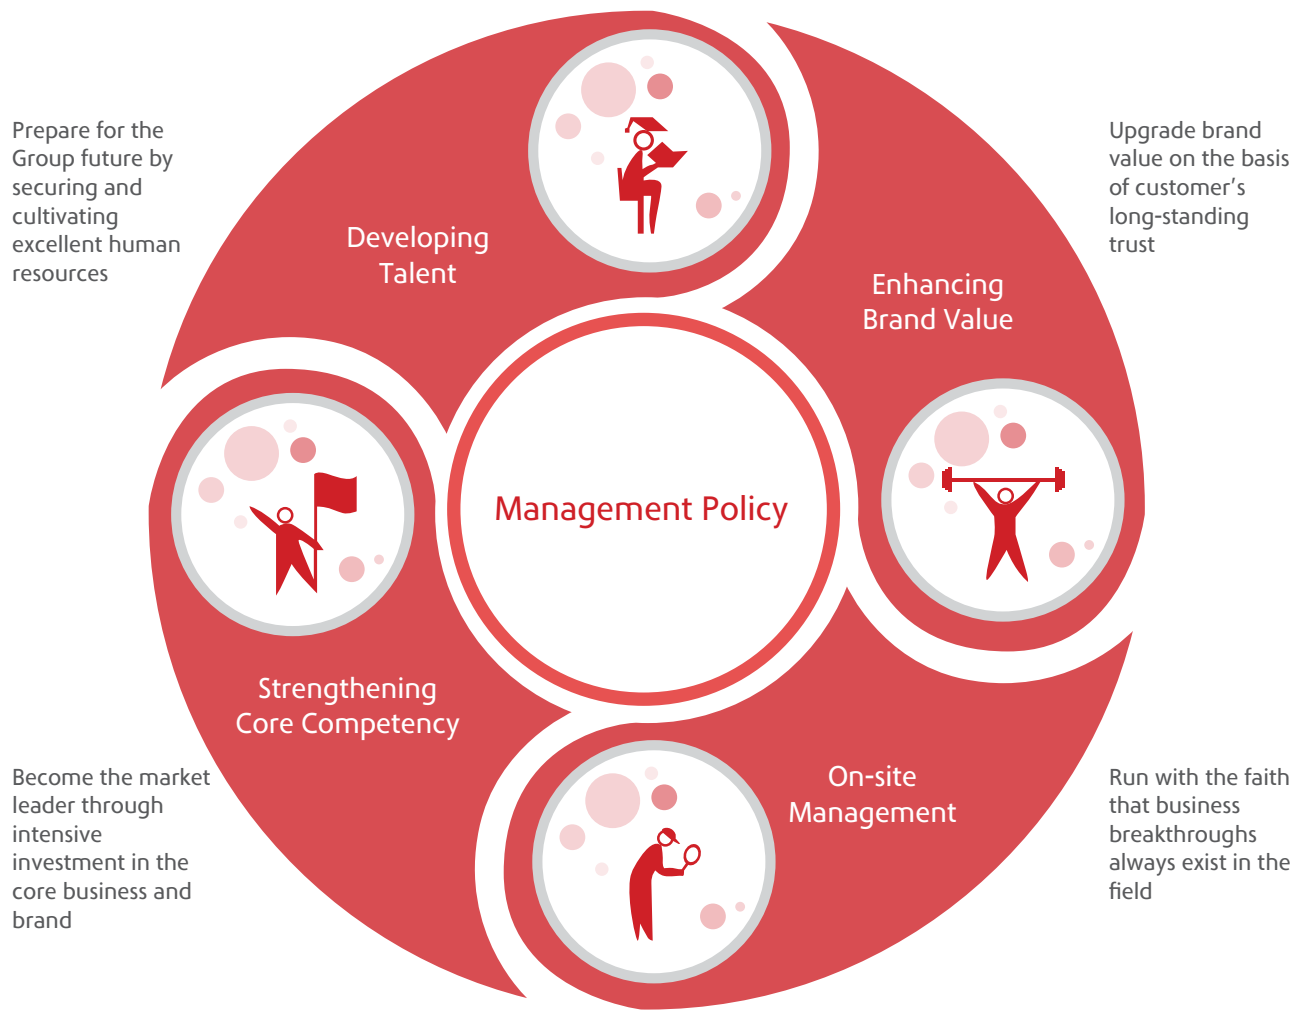 Prepare for the
Group future by
securing and
cultivating
excellent human
resources
Developing
Talent
Upgrade brand
value on the basis
of customer's
long-standing
trust
Enhancing
Brand Value
Management Policy
Strengthening
Core Competency
Become the market
leader through
intensive
investment in the
core business and
brand
On-site
Management
Run with the faith
that business
breakthroughs
always exist in the
field